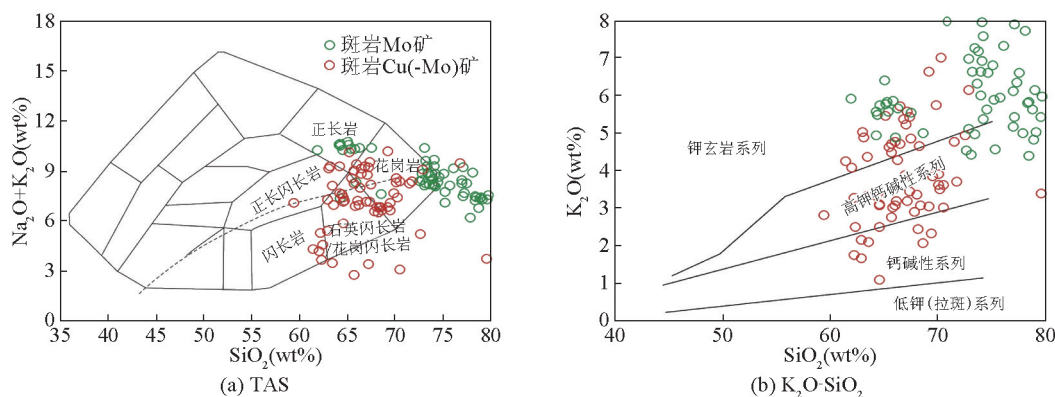 18
15
12
9
6
3
0
Na₂O+K₂O(wt%)
斑岩Mo矿
斑岩Cu(-Mo)矿
正长岩
花岗岩
正长闪长岩
闪长岩
石英闪长岩
/花岗闪长岩
35 40 45 50 55 60 65 70 75 80
SiO₂(wt%)
(a) TAS
8
7
6
5
4
3
2
1
0
K₂O(wt%)
钾玄岩系列
高钾钙碱性系列
钙碱性系列
低钾(拉斑)系列
40 50 60 70 80
SiO₂(wt%)
(b) K₂O-SiO₂